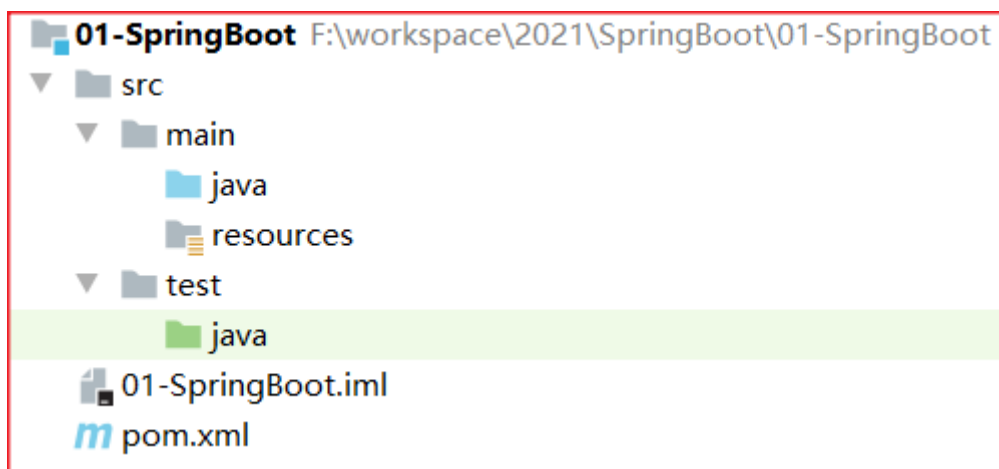 01-SpringBoot F:\workspace\2021\SpringBoot\01-SpringBoot
src
main
java
resources
test
java
01-SpringBoot.iml
m pom.xml